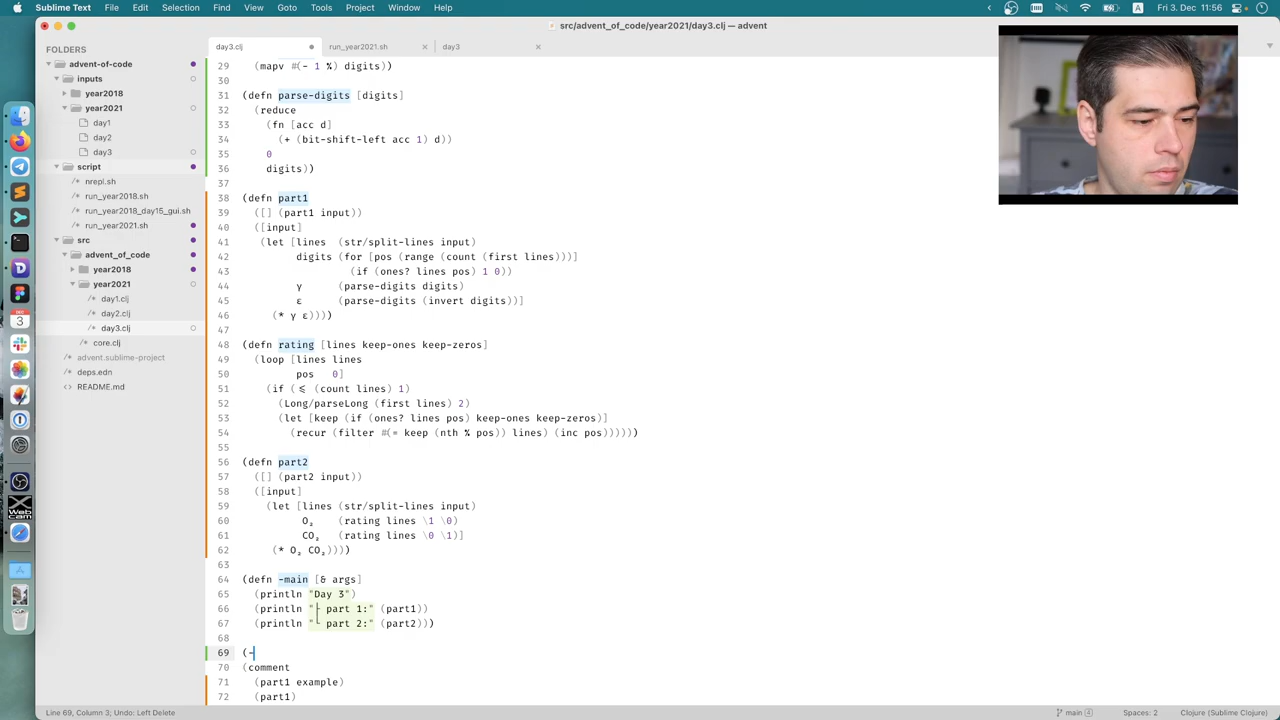 Sublime Text File Edit Selection Find View Goto Tools Project Window Help
Fri, Dec 3, 11:56
src/advent_of_code/year2021/day3.clj — advent
FOLDERS
advent-of-code
inputs
year2018
year2021
day1
day2
day3
script
nrepl.sh
run_year2018.sh
run_year2018_day15_gui.sh
run_year2021.sh
src
advent_of_code
year2018
year2021
day1.clj
day2.clj
day3.clj
core.clj
advent.sublime-project
deps.edn
README.md
day3.clj run_year2021.sh day3
29 (mapv #(- 1 %) digits))
30
31 (defn parse-digits [digits]
32 (reduce
33 (fn [acc d]
34 (+ (bit-shift-left acc 1) d))
35 0
36 digits))
37
38 (defn part1
39 ([] (part1 input))
40 ([input]
41 (let [lines (str/split-lines input)
42 digits (for [pos (range (count (first lines)))]
43 (if (ones? lines pos) 1 0))
44 γ (parse-digits digits)
45 ε (parse-digits (invert digits))]
46 (* γ ε))))
47
48 (defn rating [lines keep-ones keep-zeros]
49 (loop [lines lines
50 pos 0]
51 (if (<= (count lines) 1)
52 (Long/parseLong (first lines) 2)
53 (let [keep (if (ones? lines pos) keep-ones keep-zeros)]
54 (recur (filter #(= keep (nth % pos)) lines) (inc pos))))))
55
56 (defn part2
57 ([] (part2 input))
58 ([input]
59 (let [lines (str/split-lines input)
60 O₂ (rating lines \1 \0)
61 CO₂ (rating lines \0 \1)]
62 (* O₂ CO₂))))
63
64 (defn -main [& args]
65 (println "Day 3")
66 (println "├ part 1:" (part1))
67 (println "└ part 2:" (part2)))
68
69 (-
70 (comment
71 (part1 example)
72 (part1)
Line 69, Column 3; Undo: Left Delete
main 4 Spaces: 2 Clojure (Sublime Clojure)
DEC
3
Webcam